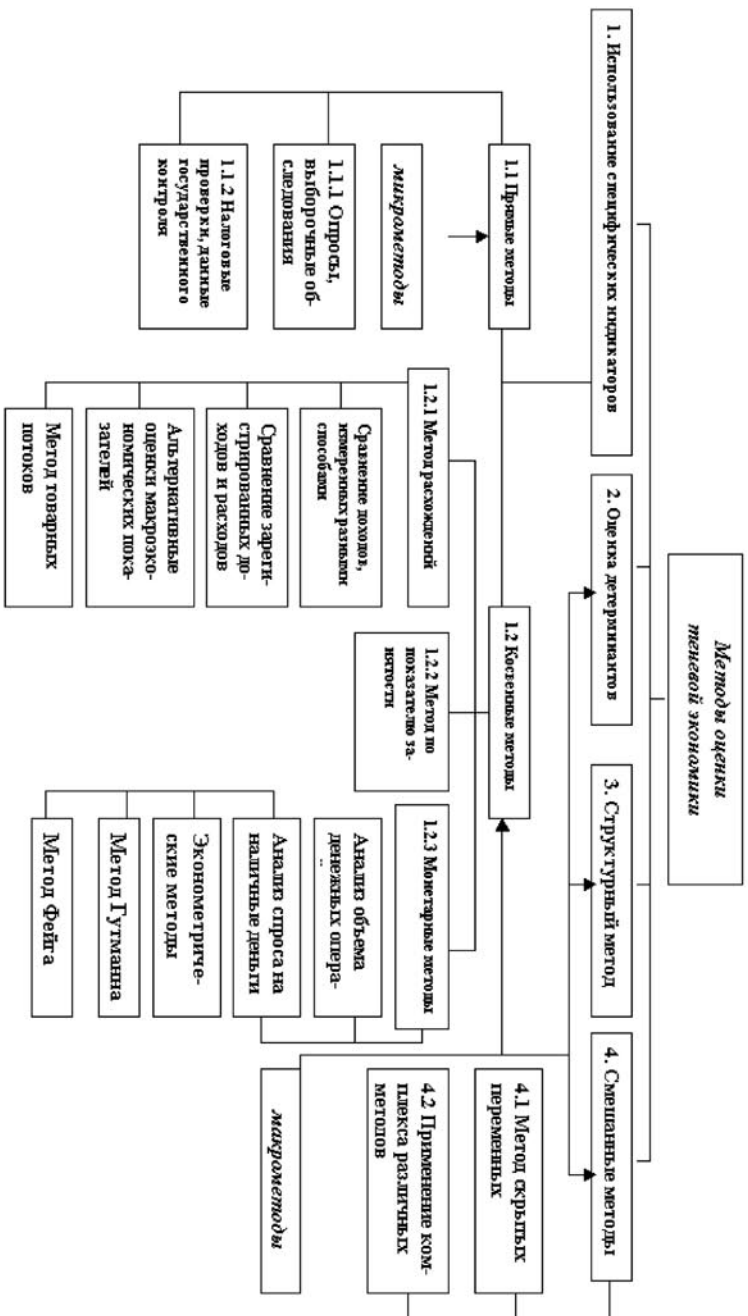 Методы оценки
теневой экономики
1. Использование специфических индикаторов
2. Оценка детерминантов
3. Структурный метод
4. Смешанные методы
1.1 Прямые методы
микрометоды
1.1.1 Опросы,
выборочные об-
следования
1.1.2 Налоговые
проверки, данные
государственного
контроля
1.2 Косвенные методы
1.2.1 Метод расхождений
Сравнение доходов,
измеренных разными
способами
Сравнение зареги-
стрированных до-
ходов и расходов
Альтернативные
оценки макроэко-
номических пока-
зателей
Метод товарных
потоков
1.2.2 Метод по
показателю за-
нятости
1.2.3 Монетарные методы
Анализ объема
денежных опера-
Анализ спроса на
наличные деньги
Эконометриче-
ские методы
Метод Гутманна
Метод Фейга
4.1 Метод скрытых
переменных
4.2 Применение ком-
плекса различных
методов
макрометоды